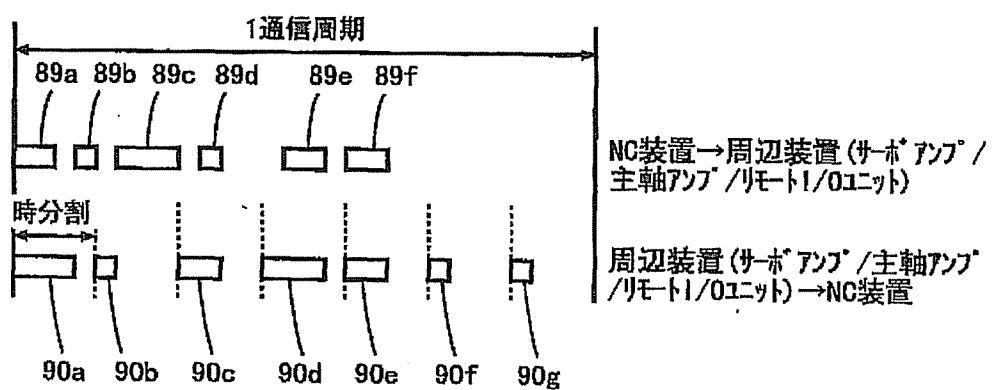 1通信周期
89a 89b 89c 89d 89e 89f
NC装置→周辺装置(ｻｰﾎﾞｱﾝﾌﾟ/
主軸ｱﾝﾌﾟ/ﾘﾓｰﾄI/Oﾕﾆｯﾄ)
時分割
周辺装置(ｻｰﾎﾞｱﾝﾌﾟ/主軸ｱﾝﾌﾟ
/ﾘﾓｰﾄI/Oﾕﾆｯﾄ)→NC装置
90a 90b 90c 90d 90e 90f 90g